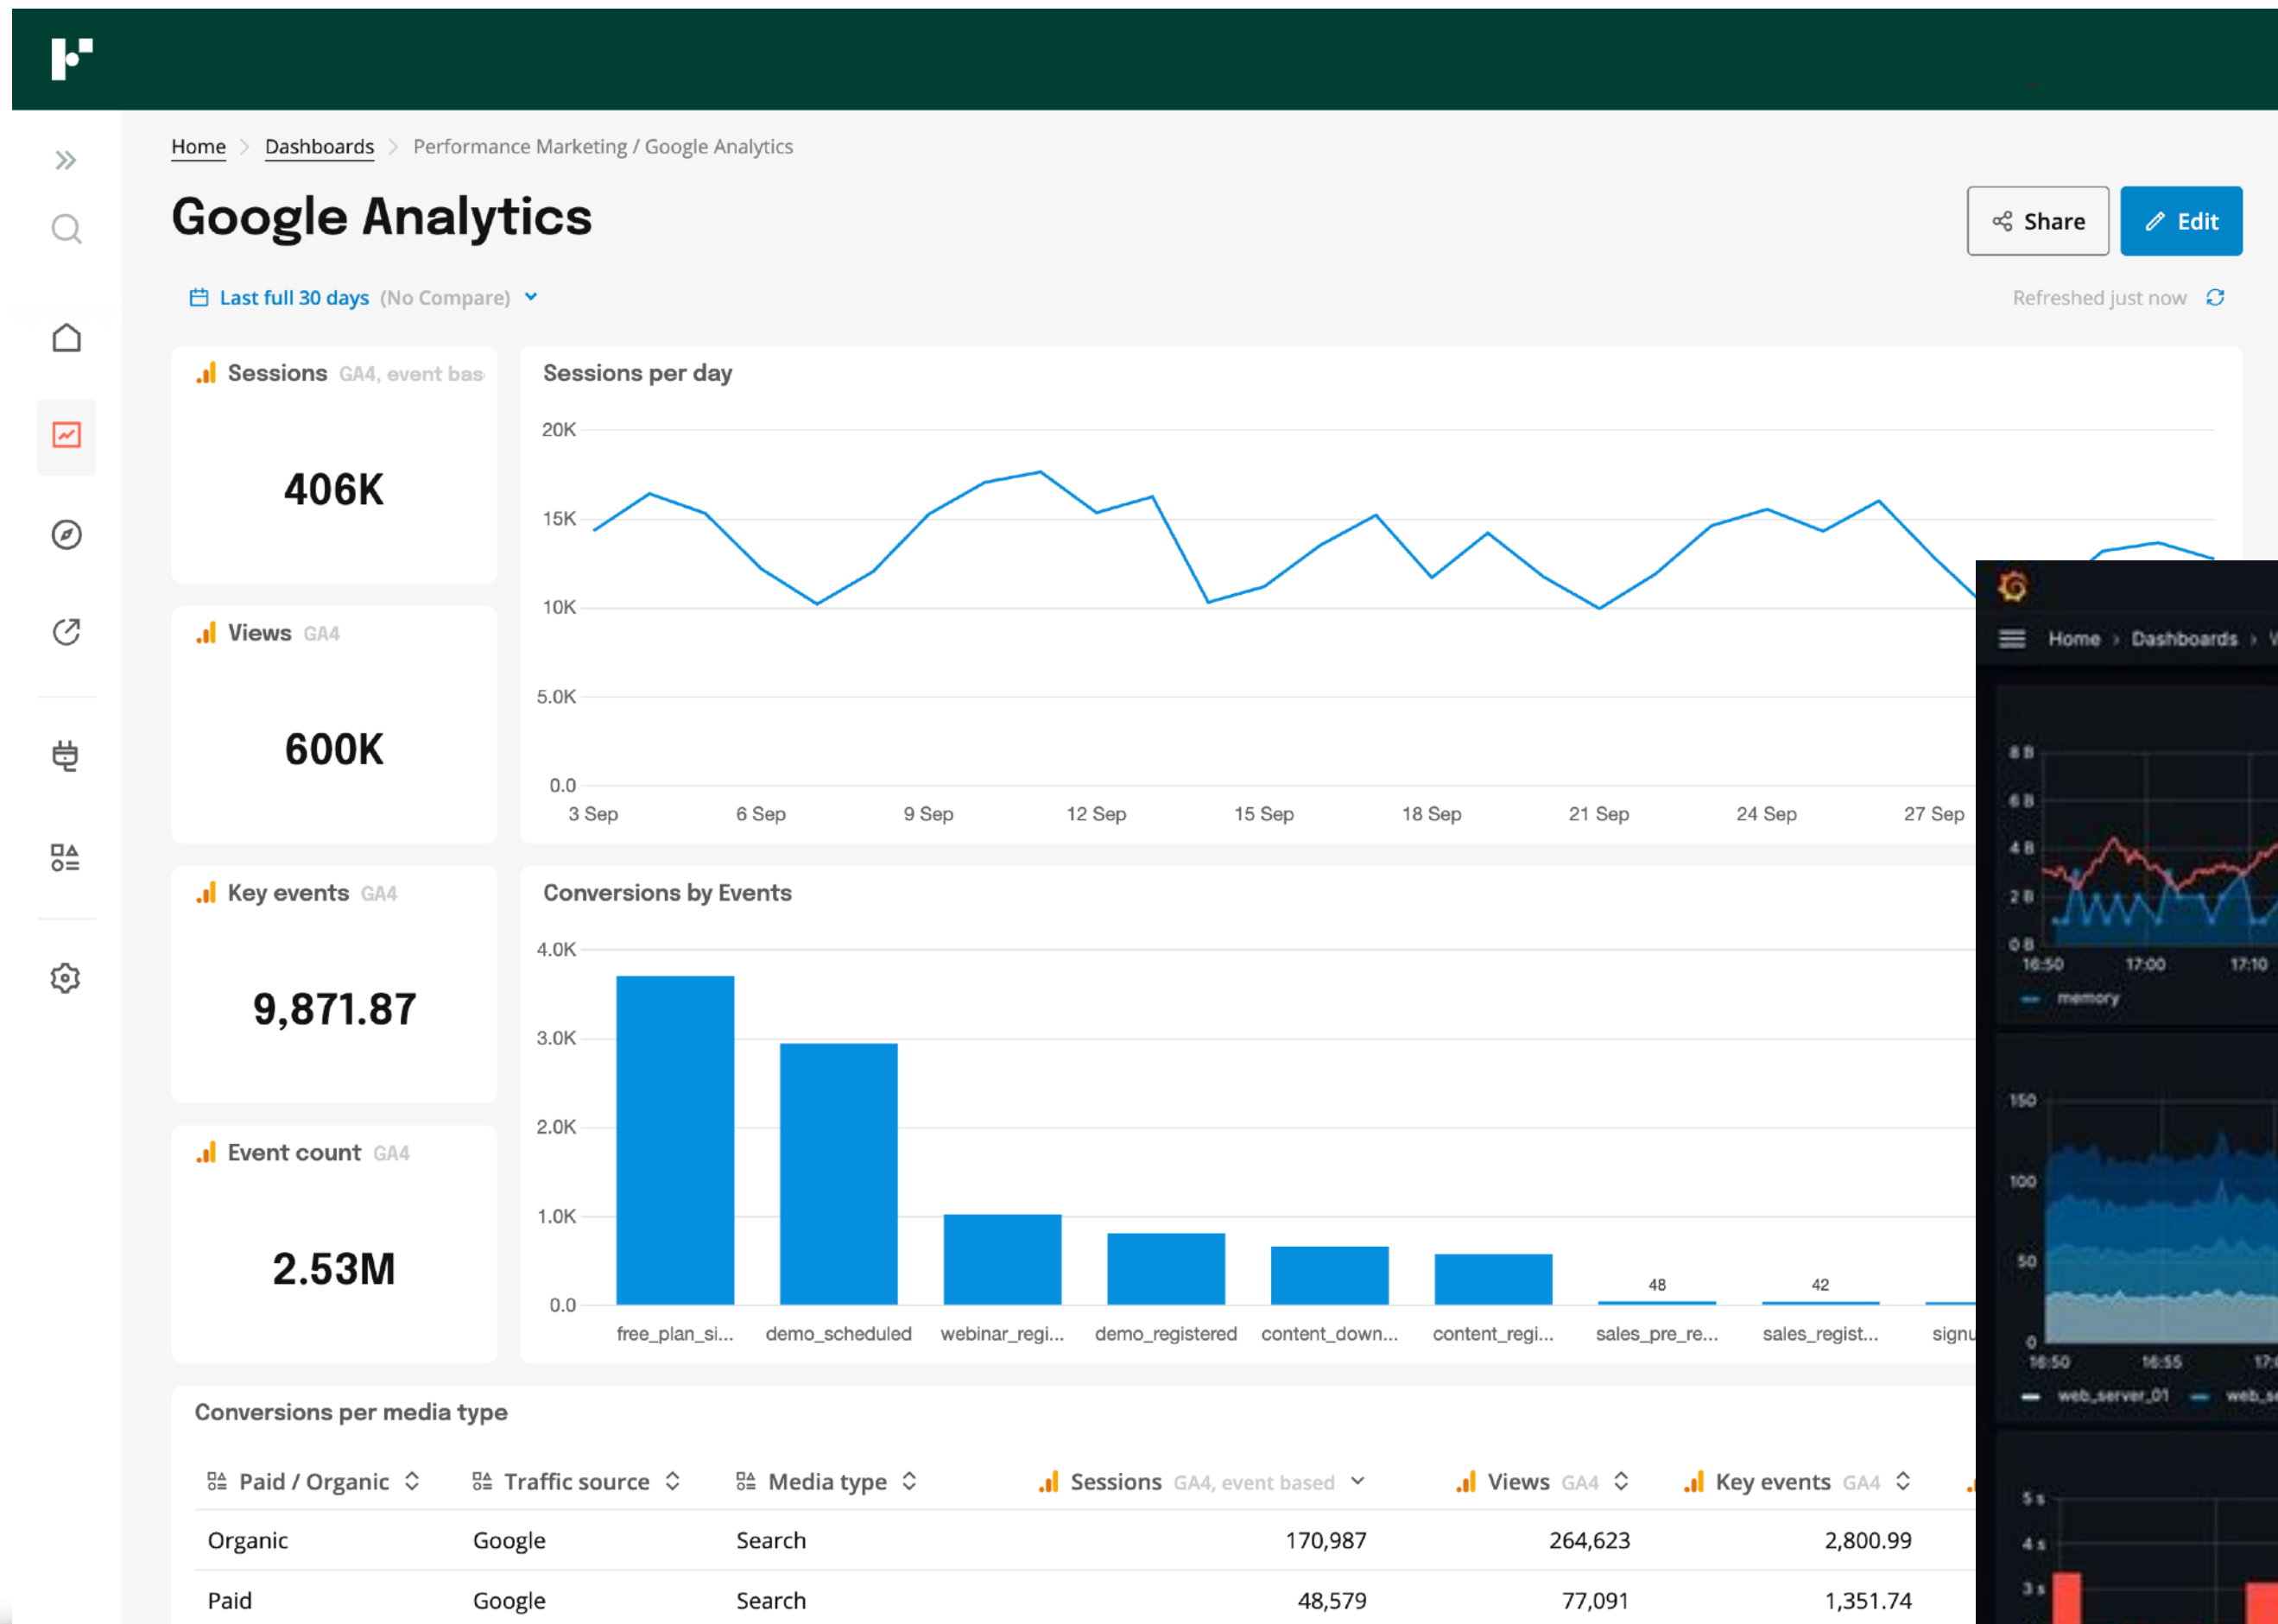 Home > Dashboards > Performance Marketing / Google Analytics
Google Analytics
Share
Edit
Last full 30 days (No Compare)
Refreshed just now
Sessions GA4, event bas
406K
Views GA4
600K
Key events GA4
9,871.87
Event count GA4
2.53M
Sessions per day
20K
15K
10K
5.0K
0.0
3 Sep 6 Sep 9 Sep 12 Sep 15 Sep 18 Sep 21 Sep 24 Sep 27 Sep
Conversions by Events
4.0K
3.0K
2.0K
1.0K
0.0
48 42
free_plan_si... demo_scheduled webinar_regi... demo_registered content_down... content_regi... sales_pre_re... sales_regist... signu
Conversions per media type
Paid / Organic Traffic source Media type Sessions GA4, event based Views GA4 Key events GA4
Organic Google Search 170,987 264,623 2,800.99
Paid Google Search 48,579 77,091 1,351.74
Home > Dashboards >
8 B
6 B
4 B
2 B
0 B
16:50 17:00 17:10
memory
150
100
50
0
16:50 16:55 17:
web_server_01 web_se
5 s
4 s
3 s